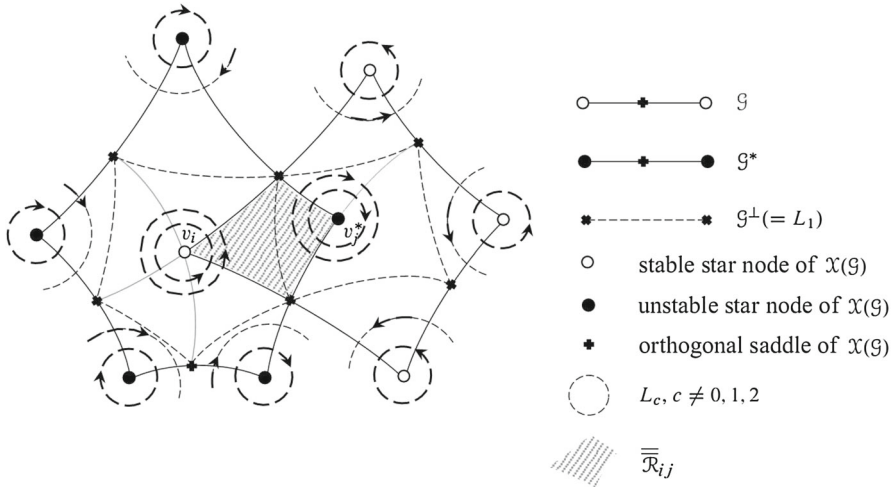 v_i
v_j^*
𝒢
𝒢*
𝒢^⊥(= L_1)
stable star node of 𝒳(𝒢)
unstable star node of 𝒳(𝒢)
orthogonal saddle of 𝒳(𝒢)
L_c, c ≠ 0, 1, 2
ℛ̿_ij